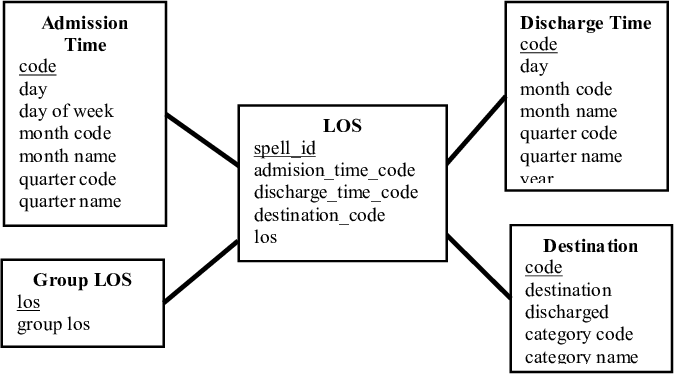 Admission
Time
code
day
day of week
month code
month name
quarter code
quarter name
Discharge Time
code
day
month code
month name
quarter code
quarter name
year
LOS
spell_id
admision_time_code
discharge_time_code
destination_code
los
Group LOS
los
group los
Destination
code
destination
discharged
category code
category name